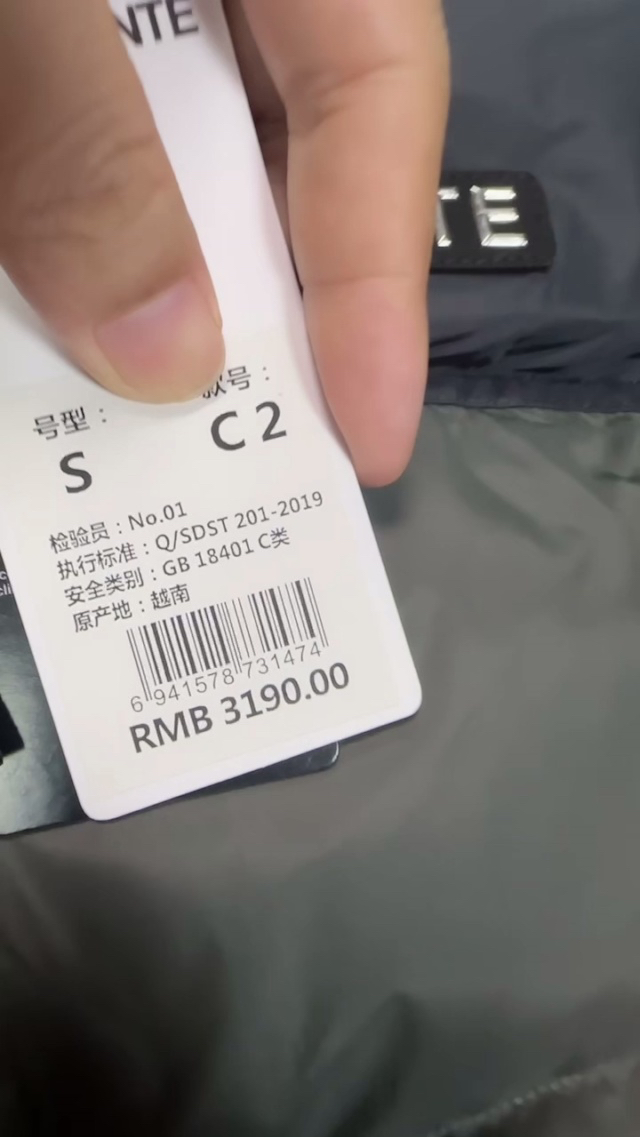 NTE
TE
号型：
款号：
S
C2
检验员：No.01
执行标准：Q/SDST 201-2019
安全类别：GB 18401 C类
原产地：越南
6 941578 731474
RMB 3190.00